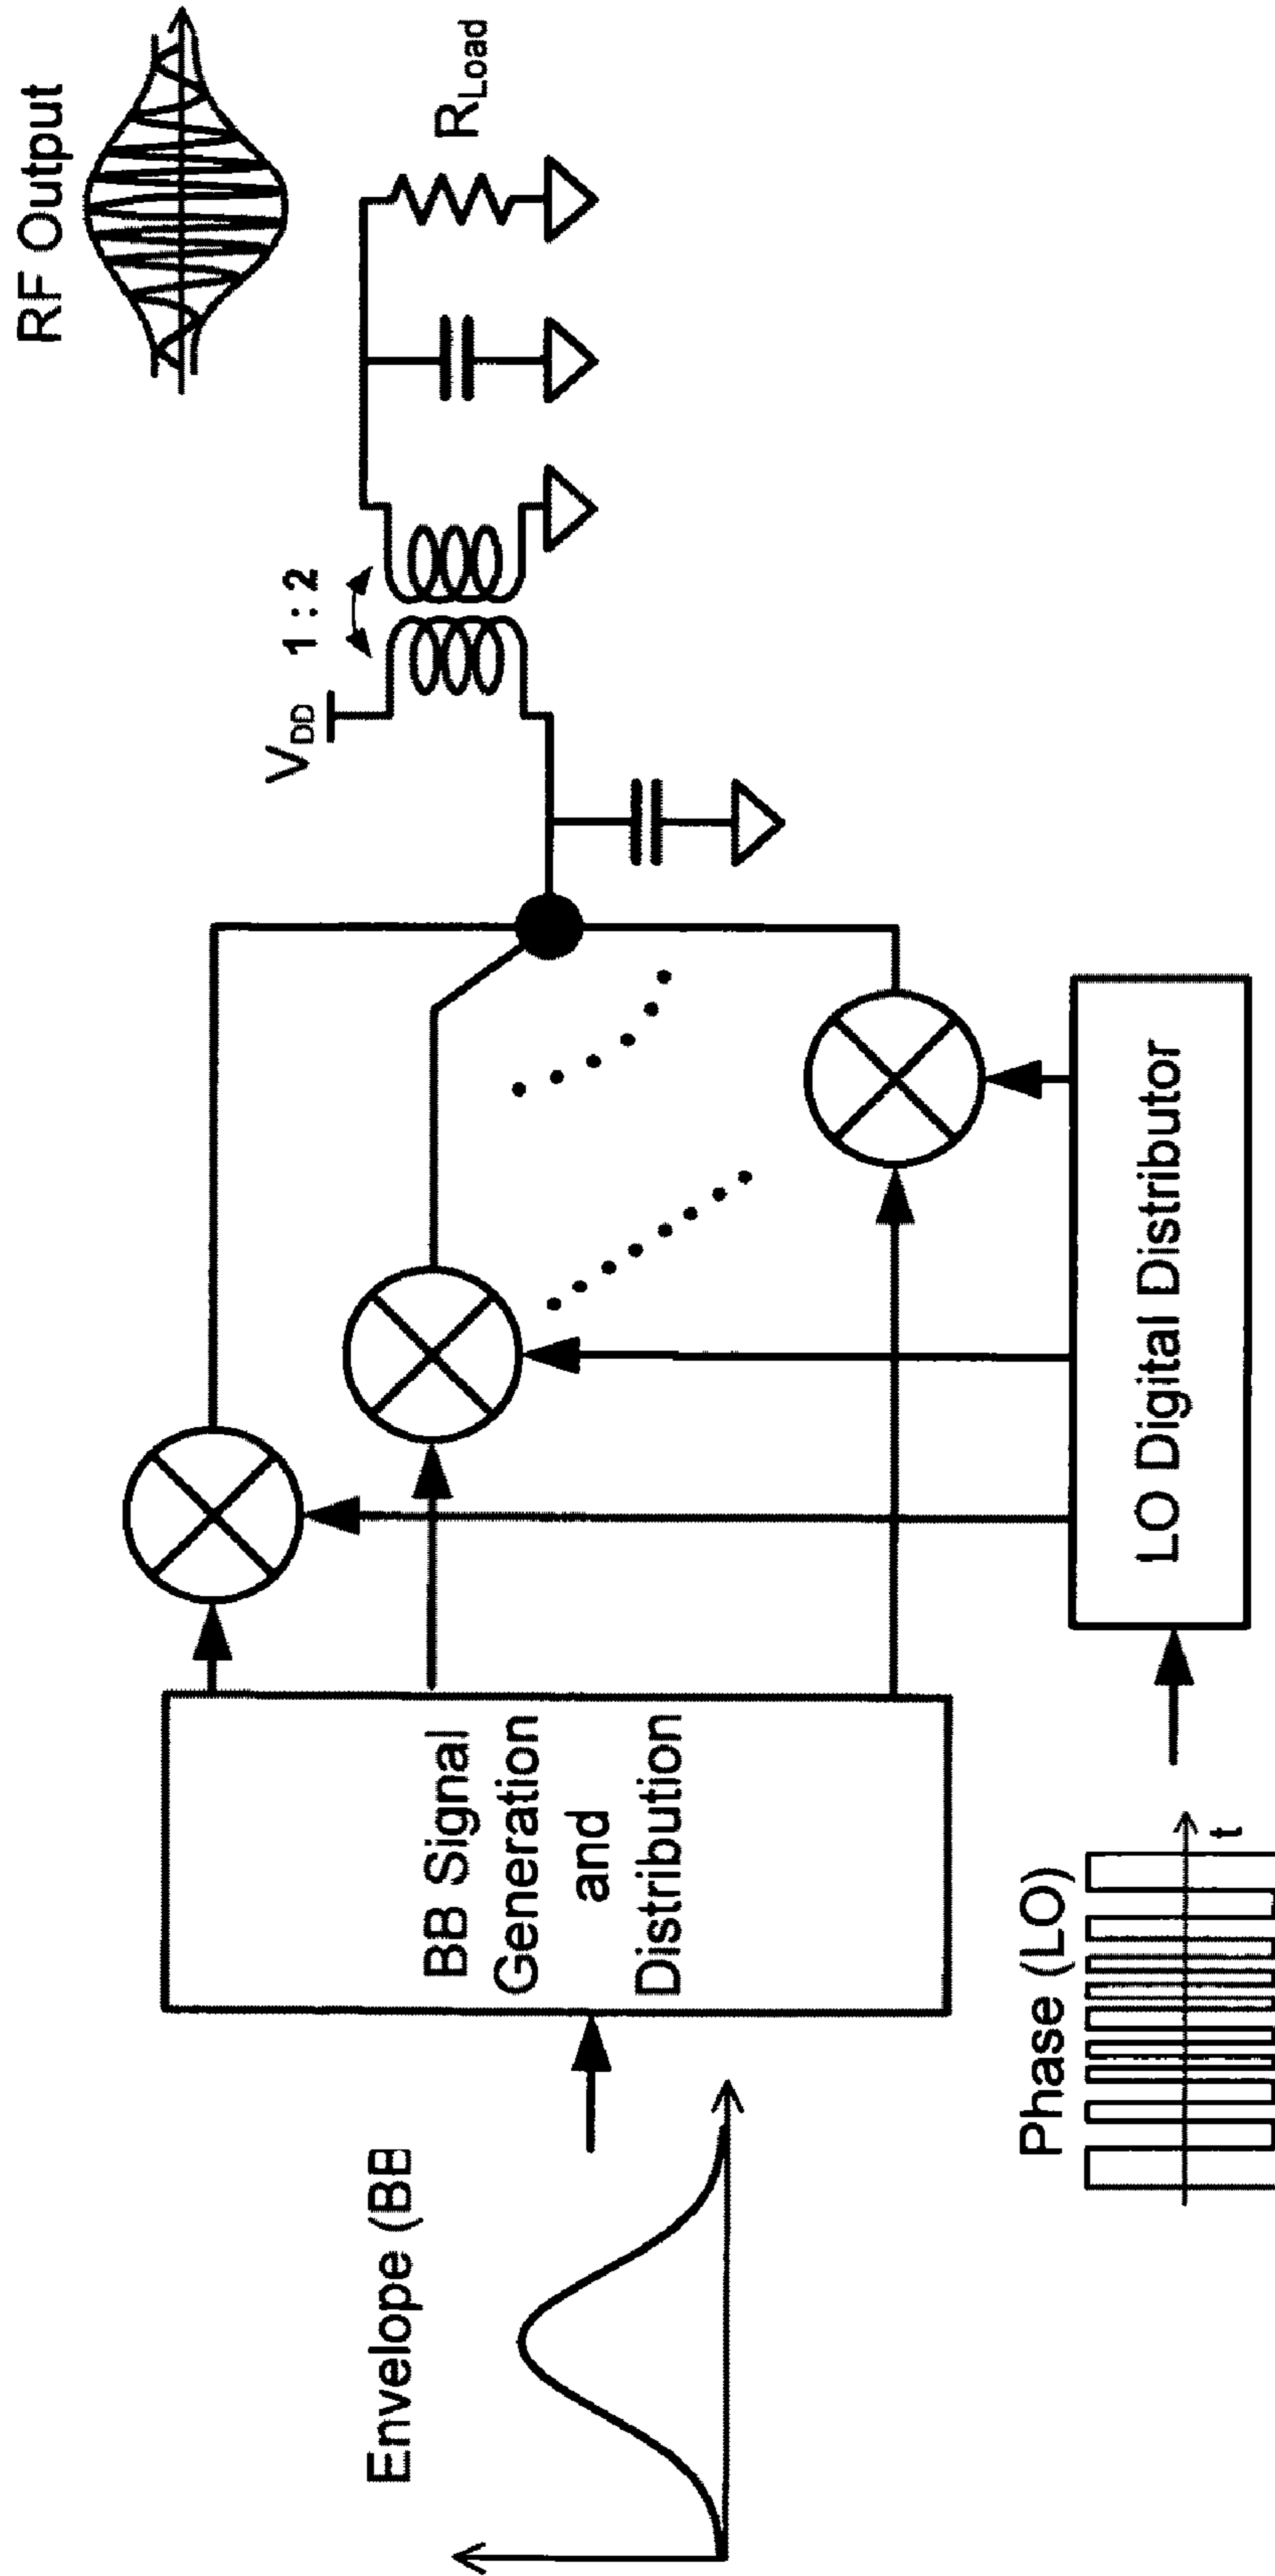 RF Output
R_Load
1 : 2
V_DD
BB Signal
Generation
and
Distribution
LO Digital Distributor
Envelope (BB
Phase (LO)
t